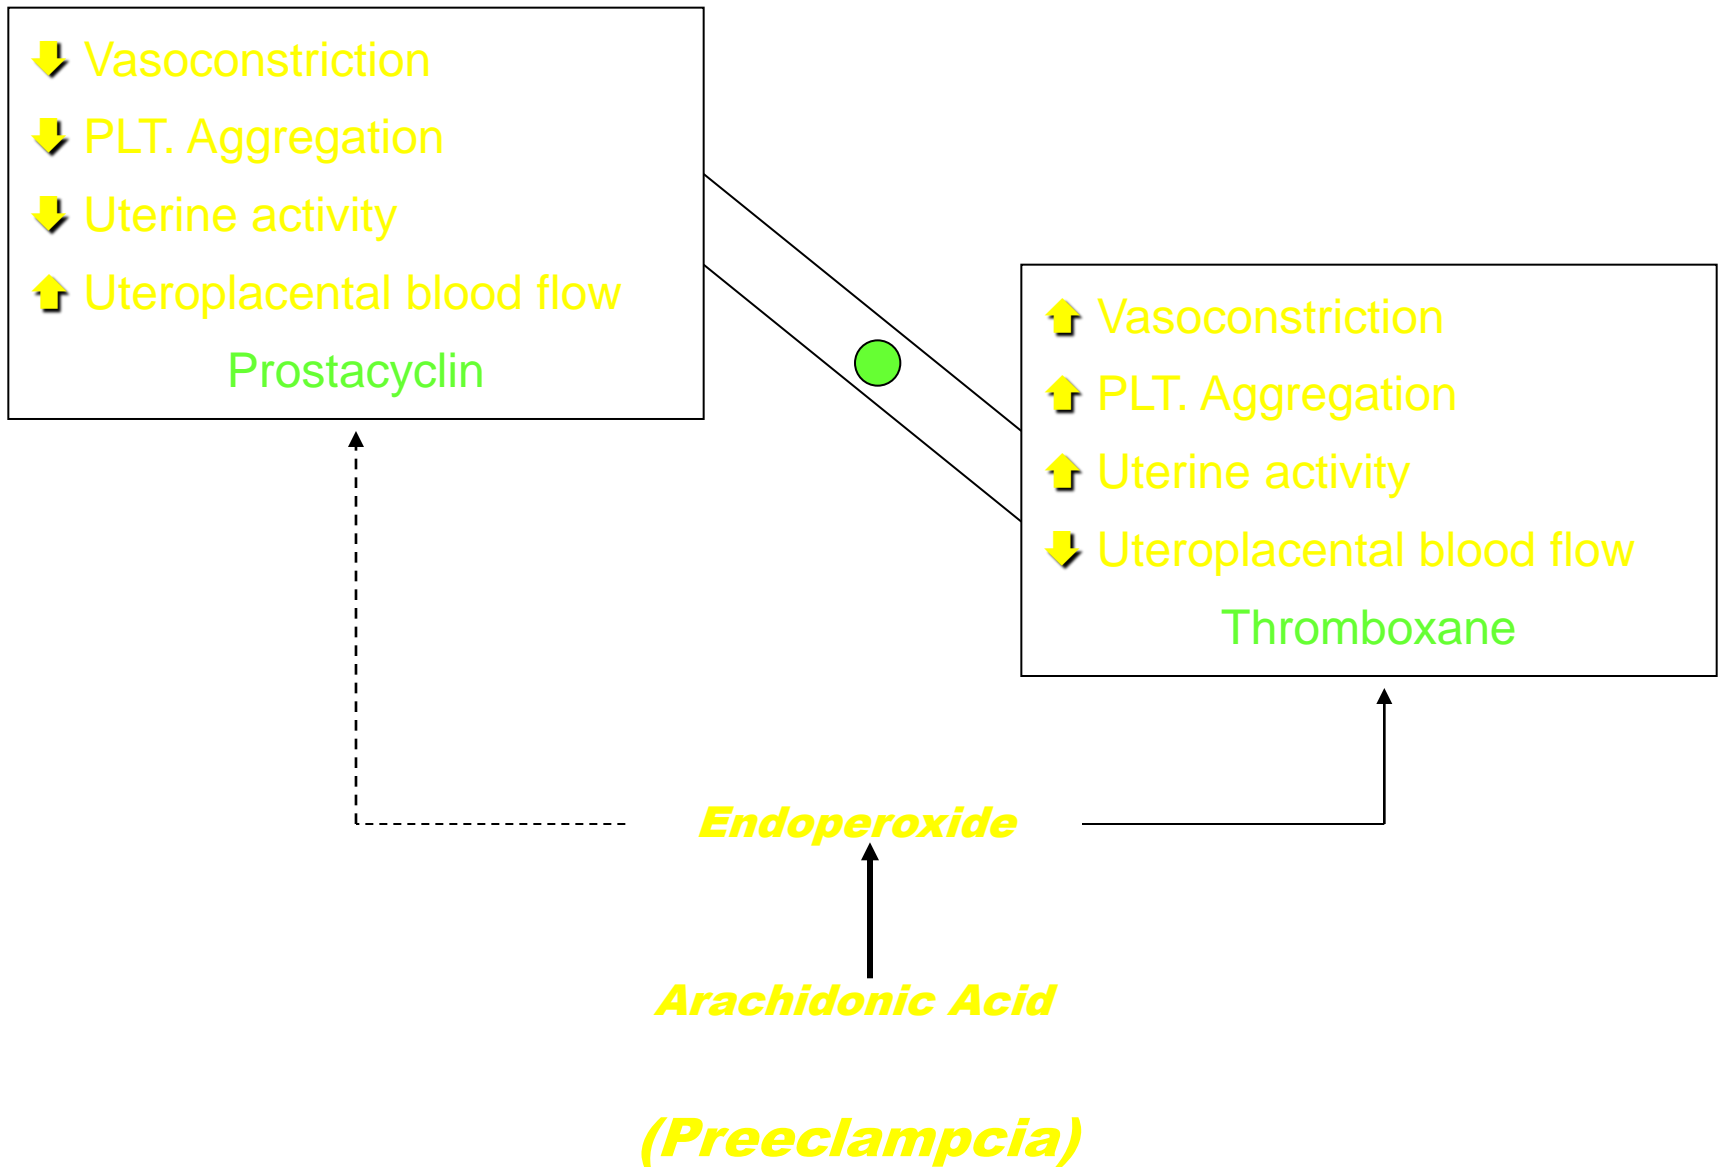 Vasoconstriction
PLT. Aggregation
Uterine activity
Uteroplacental blood flow
Prostacyclin
Vasoconstriction
PLT. Aggregation
Uterine activity
Uteroplacental blood flow
Thromboxane
Endoperoxide
Arachidonic Acid
(Preeclampcia)